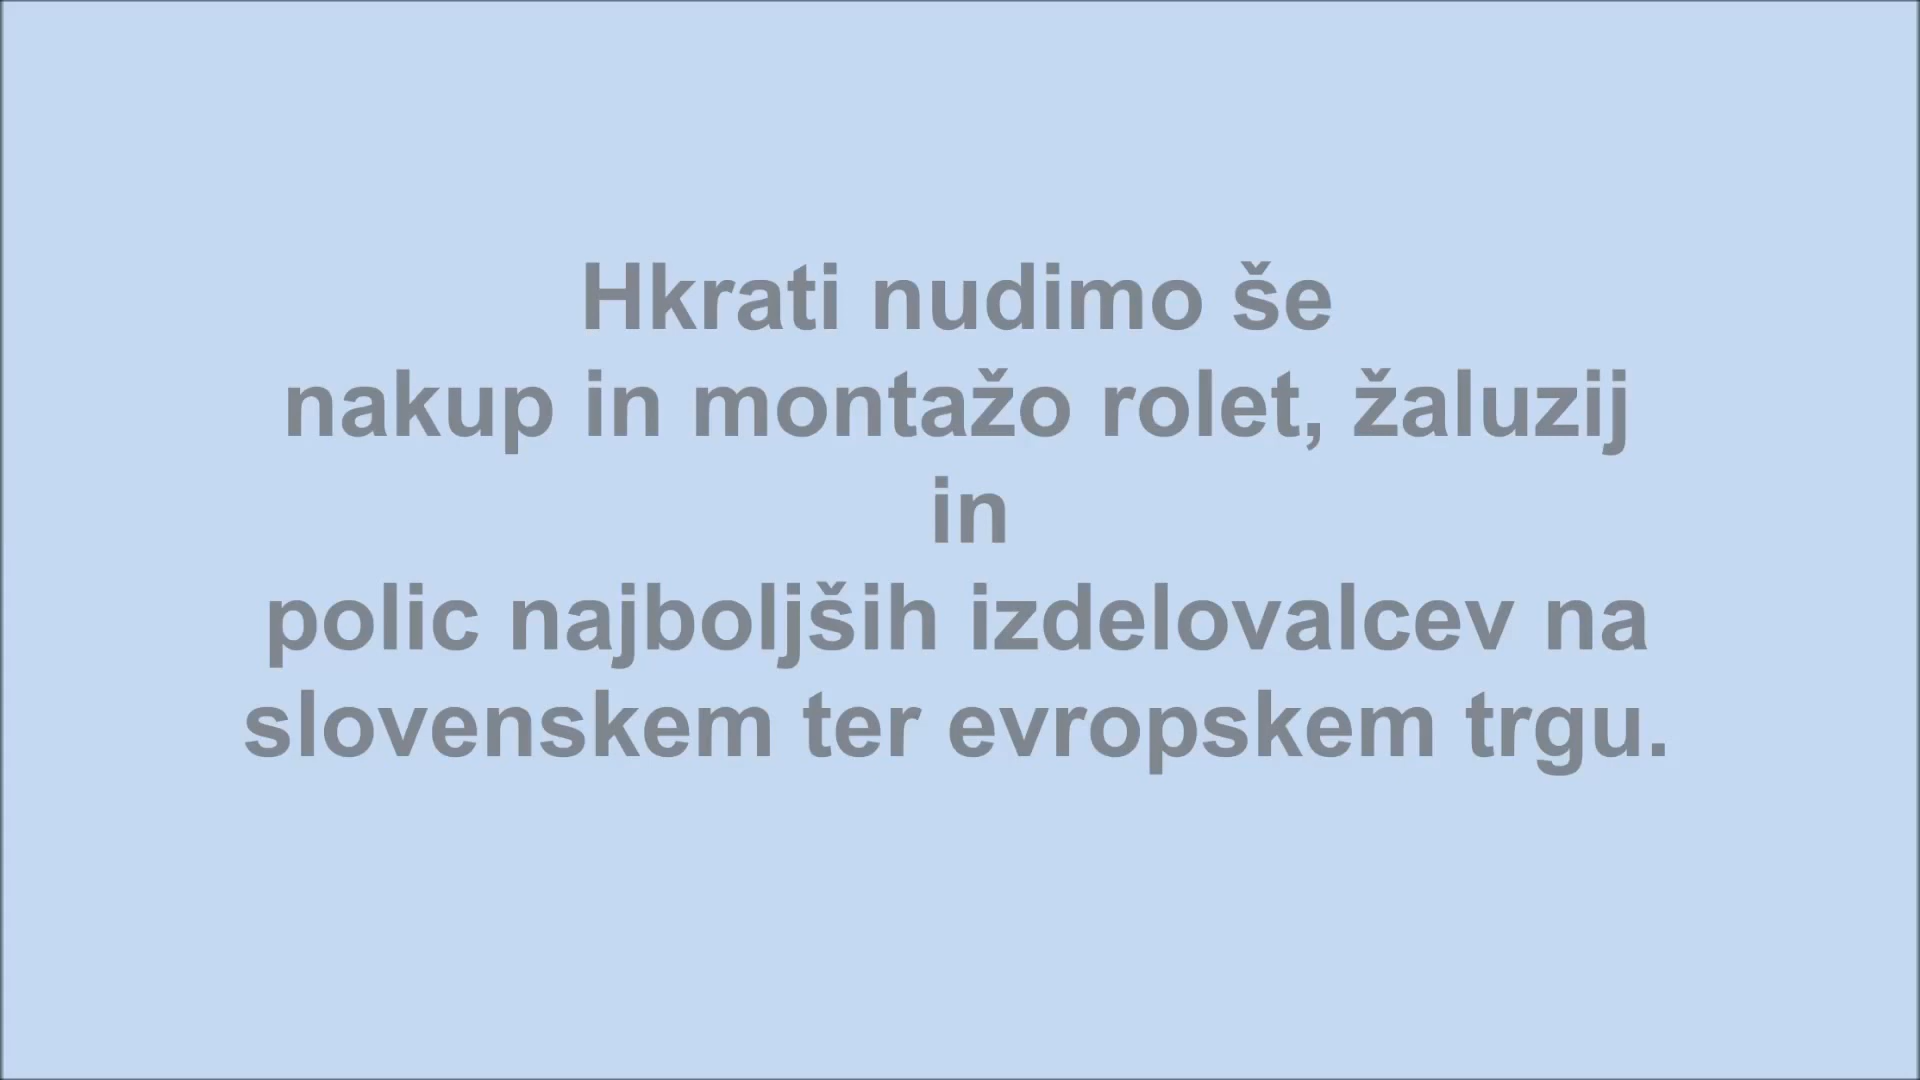 Hkrati nudimo še
nakup in montažo rolet, žaluzij
in
polic najboljših izdelovalcev na
slovenskem ter evropskem trgu.